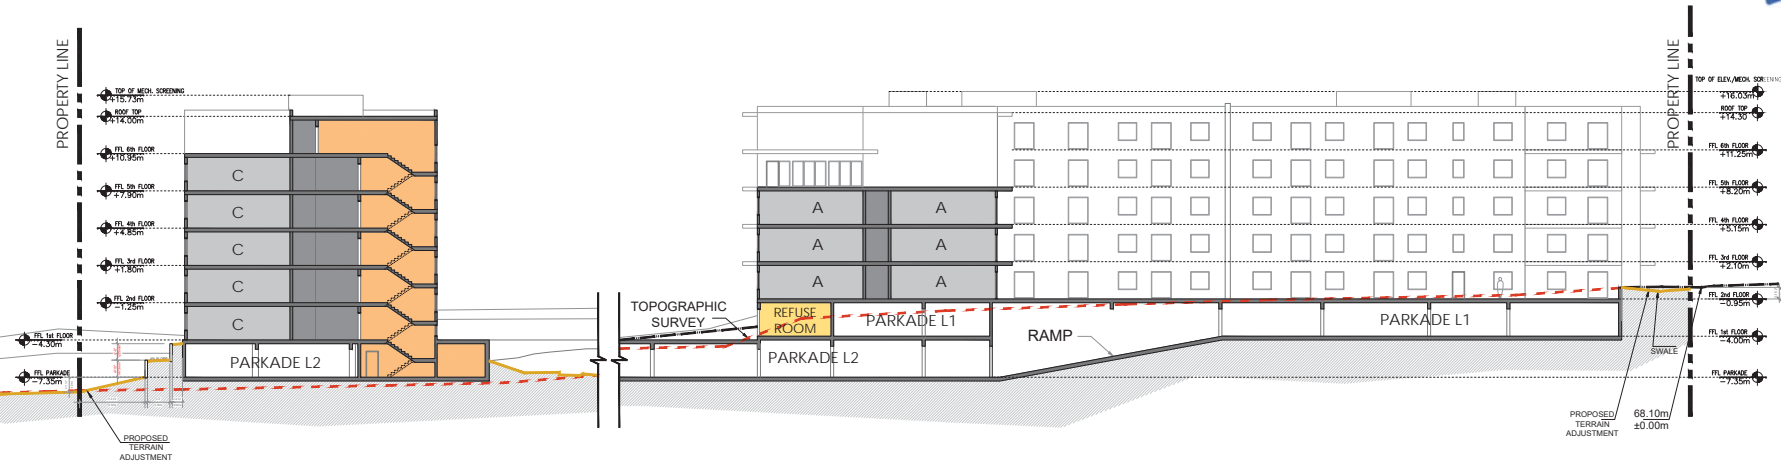 PROPERTY LINE
TOP OF MECH. SCREENING
+15.73m
ROOF TOP
+14.00m
FFL 6th FLOOR
+10.95m
FFL 5th FLOOR
+7.90m
FFL 4th FLOOR
+4.85m
FFL 3rd FLOOR
+1.80m
FFL 2nd FLOOR
-1.25m
FFL 1st FLOOR
-4.30m
FFL PARKADE
-7.35m
C
C
C
C
C
PARKADE L2
PROPOSED
TERRAIN
ADJUSTMENT
TOPOGRAPHIC
SURVEY
A A
A A
A A
REFUSE
ROOM
PARKADE L1
PARKADE L2
RAMP
PARKADE L1
PROPERTY LINE
TOP OF ELEV./MECH. SCREENING
+16.03m
ROOF TOP
+14.30
FFL 6th FLOOR
+11.25m
FFL 5th FLOOR
+8.20m
FFL 4th FLOOR
+5.15m
FFL 3rd FLOOR
+2.10m
FFL 2nd FLOOR
-0.95m
FFL 1st FLOOR
-4.00m
FFL PARKADE
-7.35m
SWALE
PROPOSED
TERRAIN
ADJUSTMENT
68.10m
±0.00m